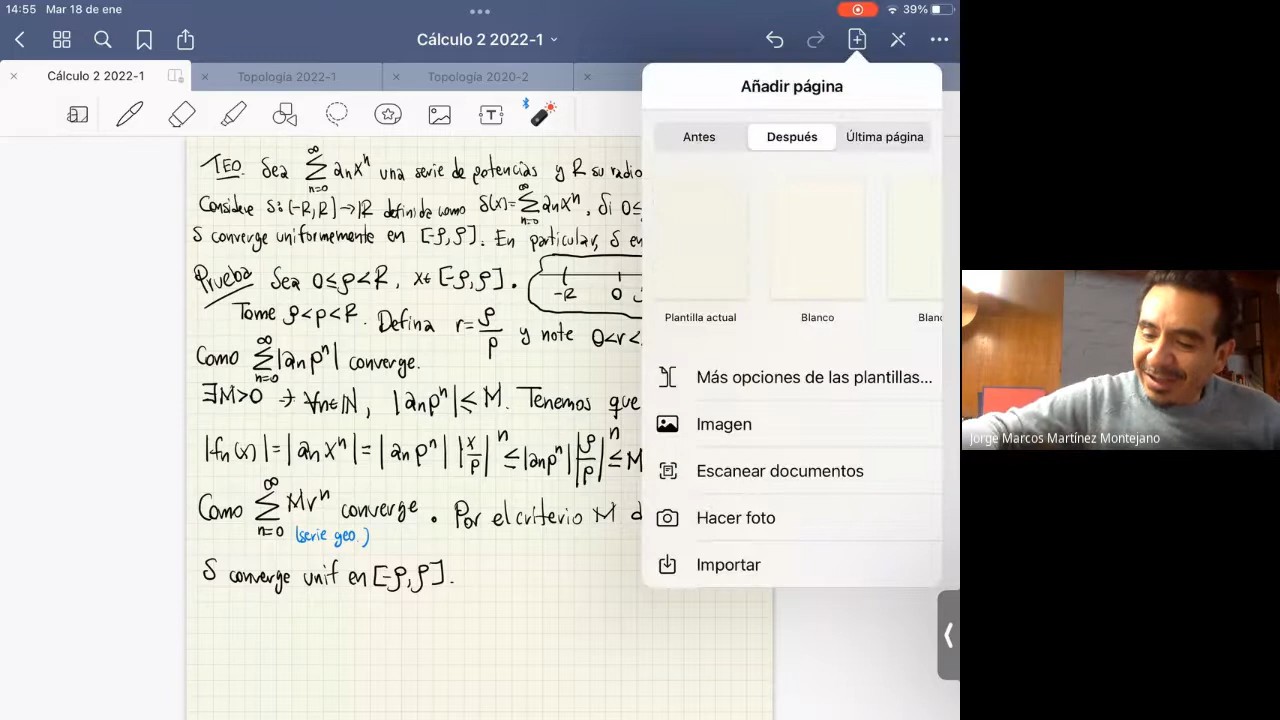 14:55 Mar 18 de ene
39%
Cálculo 2 2022-1
Cálculo 2 2022-1
Topología 2022-1
Topología 2020-2
T
Añadir página
Antes
Después
Última página
Plantilla actual
Blanco
Blanc
Más opciones de las plantillas...
Imagen
Escanear documentos
Hacer foto
Importar
TEO. Sea ∑_{n=0}^{∞} a_n x^n una serie de potencias y R su radio
Considere S:(-R,R)→ℝ definida como S(x)=∑_{n=0}^{∞} a_n x^n, Si 0≤
S converge uniformemente en [-ρ,ρ]. En particular, S en
Prueba Sea 0≤ρ<R, x∈[-ρ,ρ].
-R 0
Tome ρ<p<R. Defina r=ρ/p y note 0<r<
Como ∑_{n=0}^{∞} |a_n p^n| converge.
∃M>0 → ∀n∈ℕ, |a_n p^n|≤M. Tenemos que
|f_n(x)|=|a_n x^n|=|a_n p^n| |x/p|^n ≤|a_n p^n| |ρ/p|^n ≤M
Como ∑_{n=0}^{∞} Mr^n converge. Por el criterio M d
(serie geo.)
S converge unif en [-ρ,ρ].
Jorge Marcos Martínez Montejano